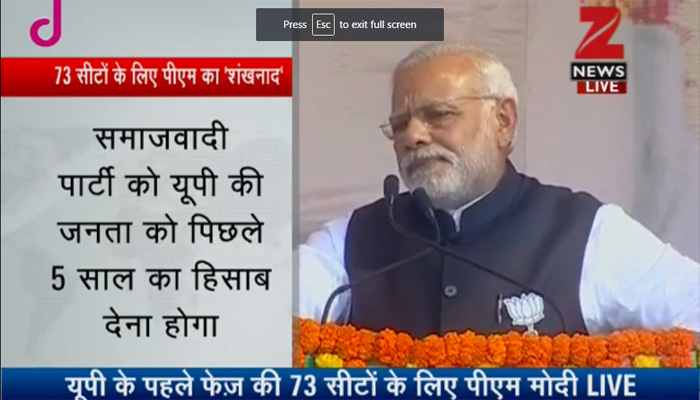 Press Esc to exit full screen
Z
NEWS
LIVE
73 सीटों के लिए पीएम का 'शंखनाद'
समाजवादी
पार्टी को यूपी की
जनता को पिछले
5 साल का हिसाब
देना होगा
यूपी के पहले फेज़ की 73 सीटों के लिए पीएम मोदी LIVE